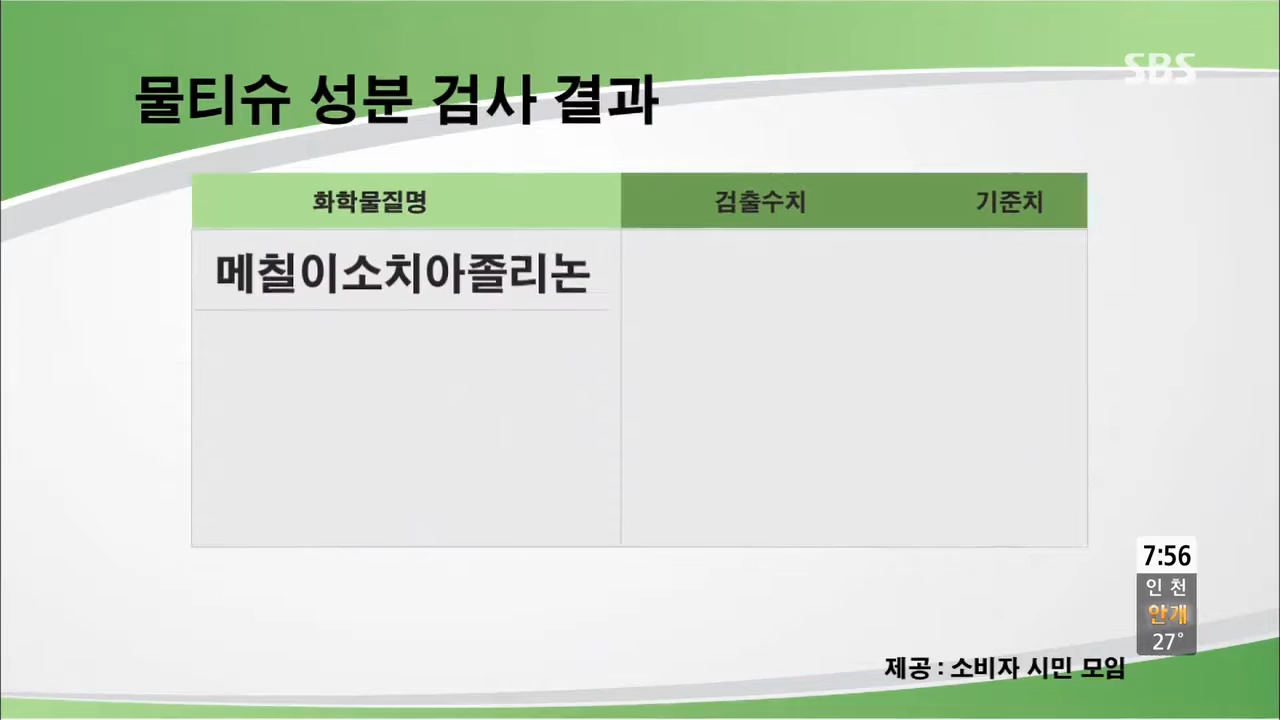 물티슈 성분 검사 결과
SBS
화학물질명 검출수치 기준치
메칠이소치아졸리논
7:56
인천
안개
27°
제공 : 소비자 시민 모임